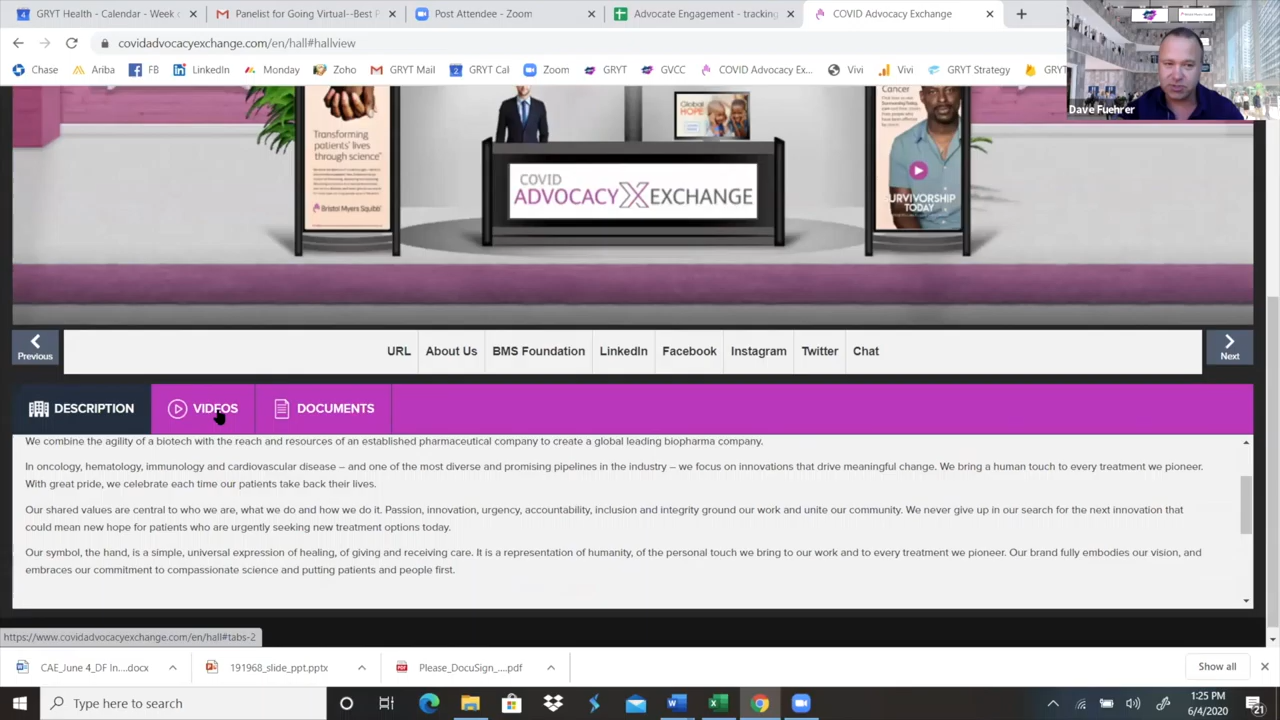 GRYT Health - Calendar - Week o
Panelist for Going Virtual--Best P
Post Attendee - Zoom
Advocate Engagement - tracking
COVID Advocacy Exchange
covidadvocacyexchange.com/en/hall#hallview
Chase
Ariba
FB
LinkedIn
Monday
Zoho
GRYT Mail
GRYT Cal
Zoom
GRYT
GVCC
COVID Advocacy Ex...
Vivi
Vivi
GRYT Strategy
GRYT
Dave Fuehrer
Transforming
patients' lives
through science™
Bristol Myers Squibb
Global
HOPE
COVID
ADVOCACY EXCHANGE
Cancer
SURVIVORSHIP
TODAY
Previous
URL
About Us
BMS Foundation
LinkedIn
Facebook
Instagram
Twitter
Chat
Next
DESCRIPTION
VIDEOS
DOCUMENTS
We combine the agility of a biotech with the reach and resources of an established pharmaceutical company to create a global leading biopharma company.
In oncology, hematology, immunology and cardiovascular disease – and one of the most diverse and promising pipelines in the industry – we focus on innovations that drive meaningful change. We bring a human touch to every treatment we pioneer.
With great pride, we celebrate each time our patients take back their lives.
Our shared values are central to who we are, what we do and how we do it. Passion, innovation, urgency, accountability, inclusion and integrity ground our work and unite our community. We never give up in our search for the next innovation that
could mean new hope for patients who are urgently seeking new treatment options today.
Our symbol, the hand, is a simple, universal expression of healing, of giving and receiving care. It is a representation of humanity, of the personal touch we bring to our work and to every treatment we pioneer. Our brand fully embodies our vision, and
embraces our commitment to compassionate science and putting patients and people first.
https://www.covidadvocacyexchange.com/en/hall#tabs-2
CAE_June 4_DF In....docx
191968_slide_ppt.pptx
Please_DocuSign_....pdf
Show all
Type here to search
1:25 PM
6/4/2020
21